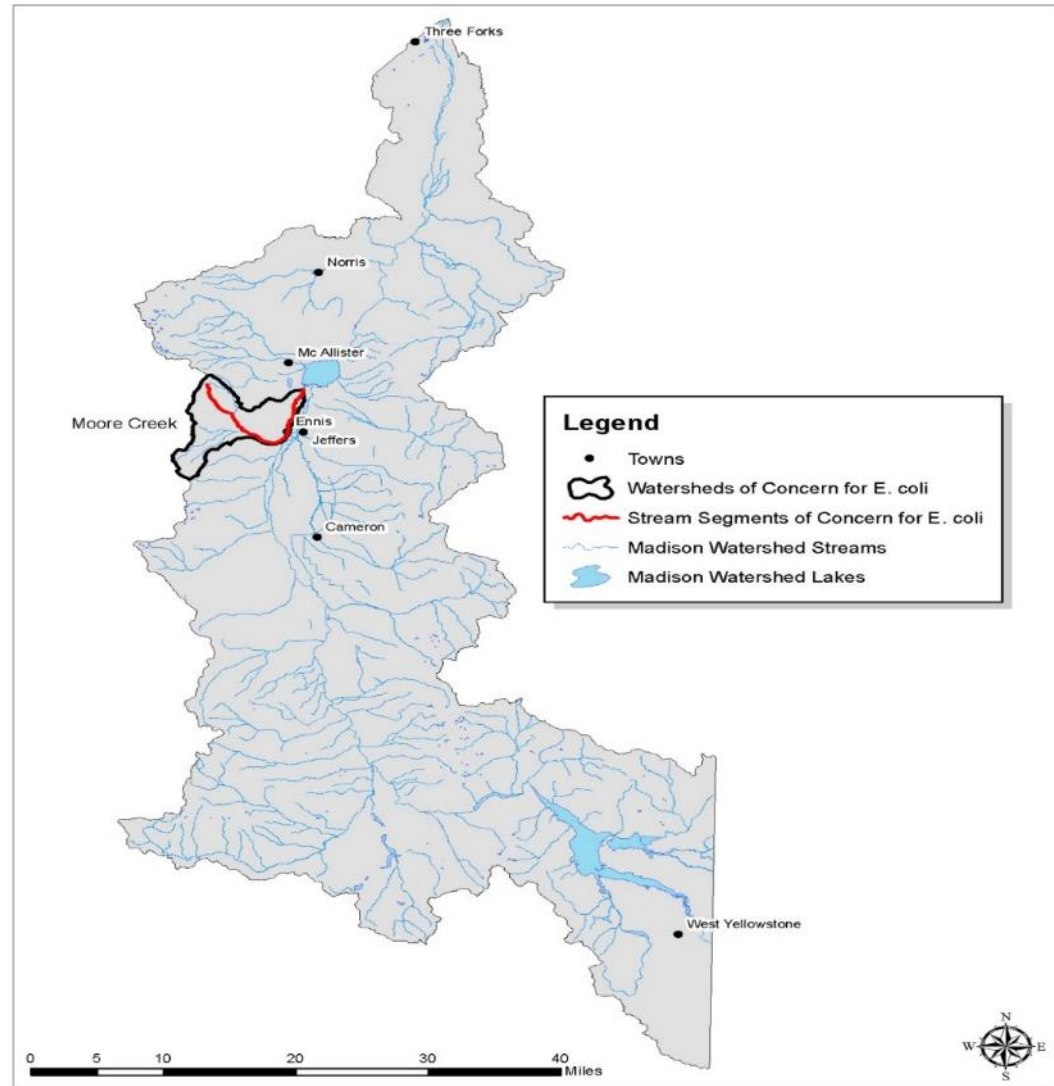 Three Forks
Norris
Mc Allister
Moore Creek
Ennis
Jeffers
Cameron
Legend
Towns
Watersheds of Concern for E. coli
Stream Segments of Concern for E. coli
Madison Watershed Streams
Madison Watershed Lakes
West Yellowstone
N
W E
S
0 5 10 20 30 40
Miles